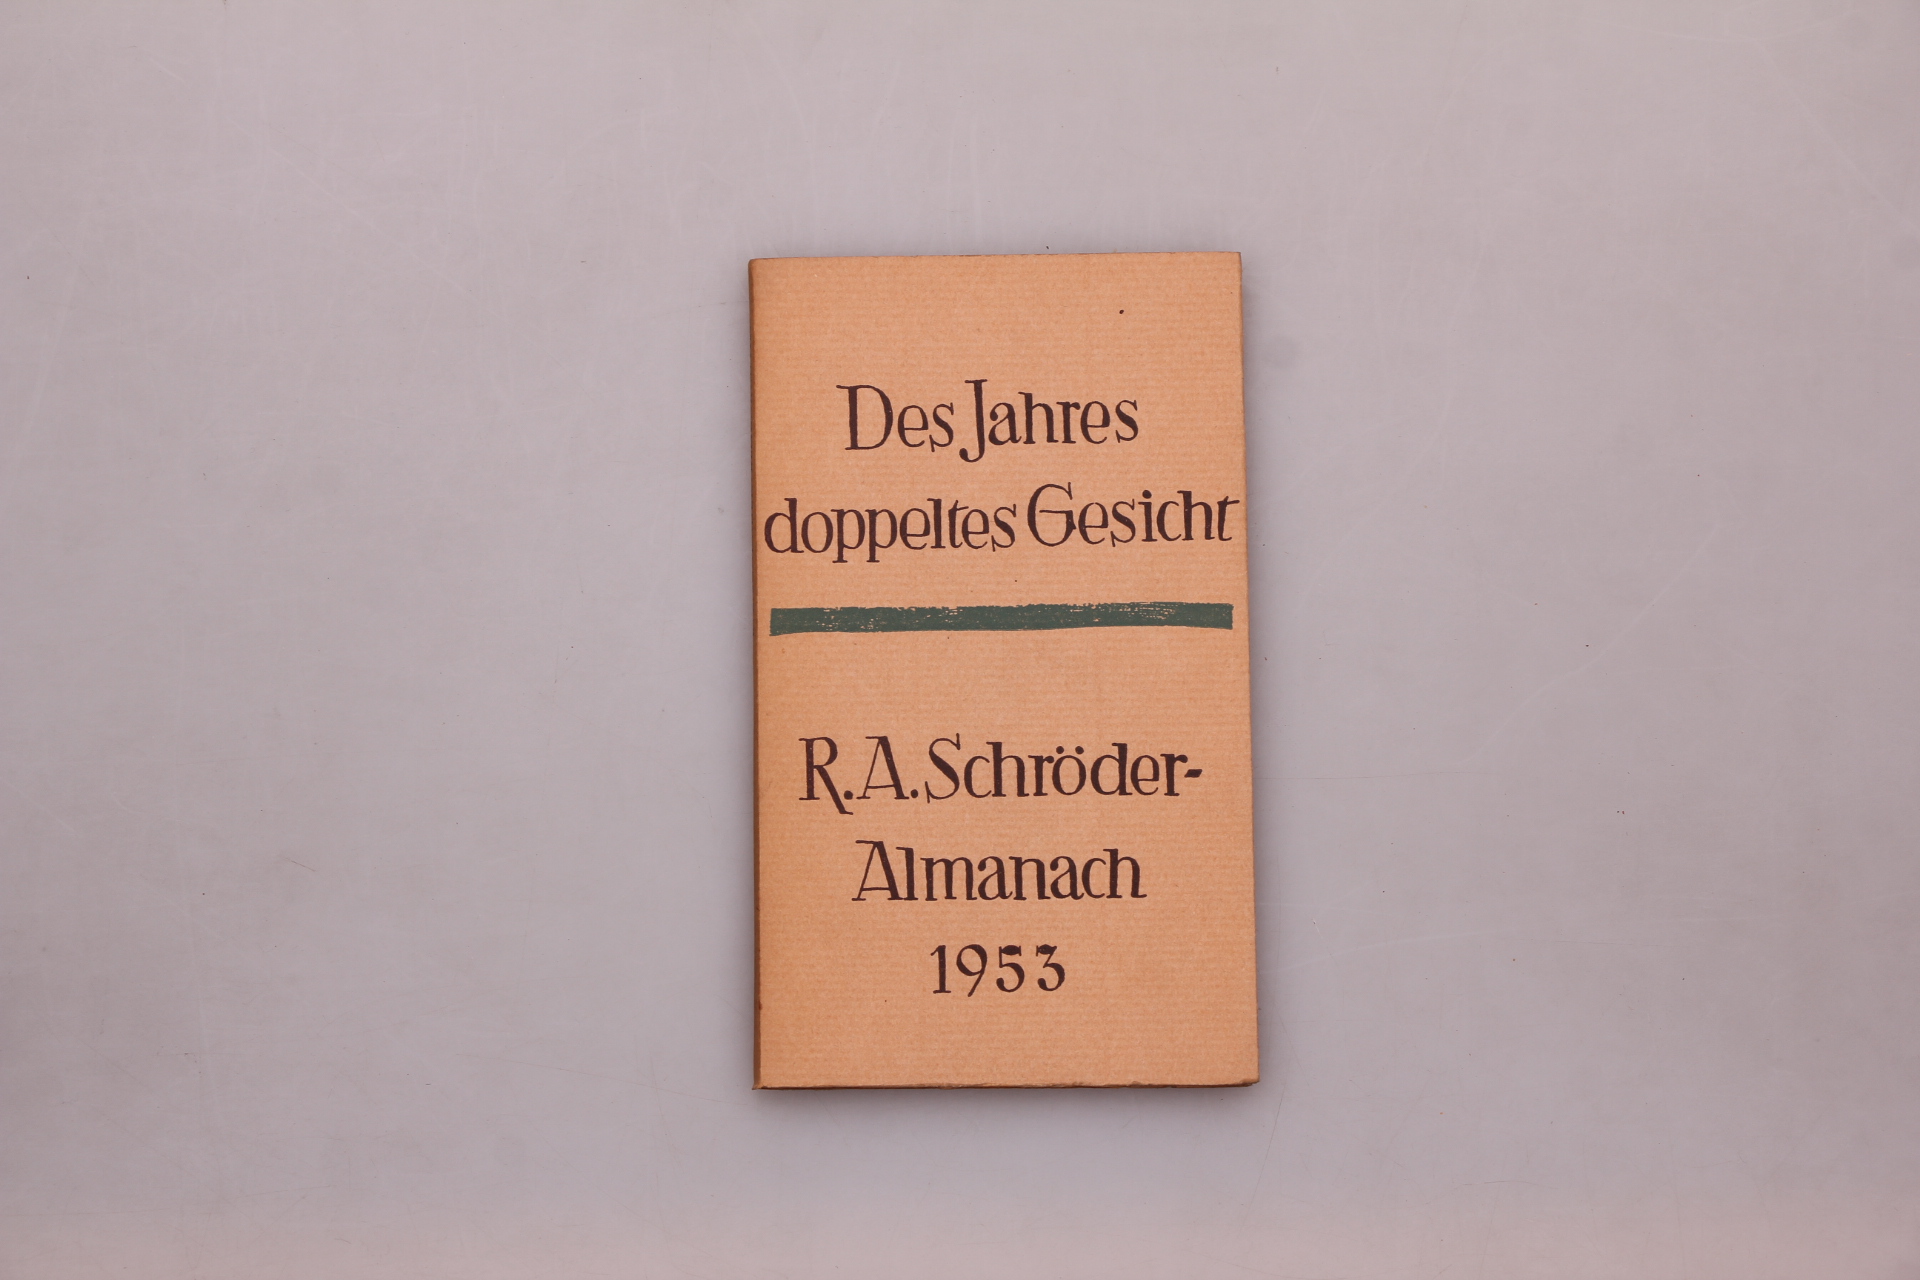 Des Jahres
doppeltes Gesicht
R. A. Schröder-
Almanach
1953